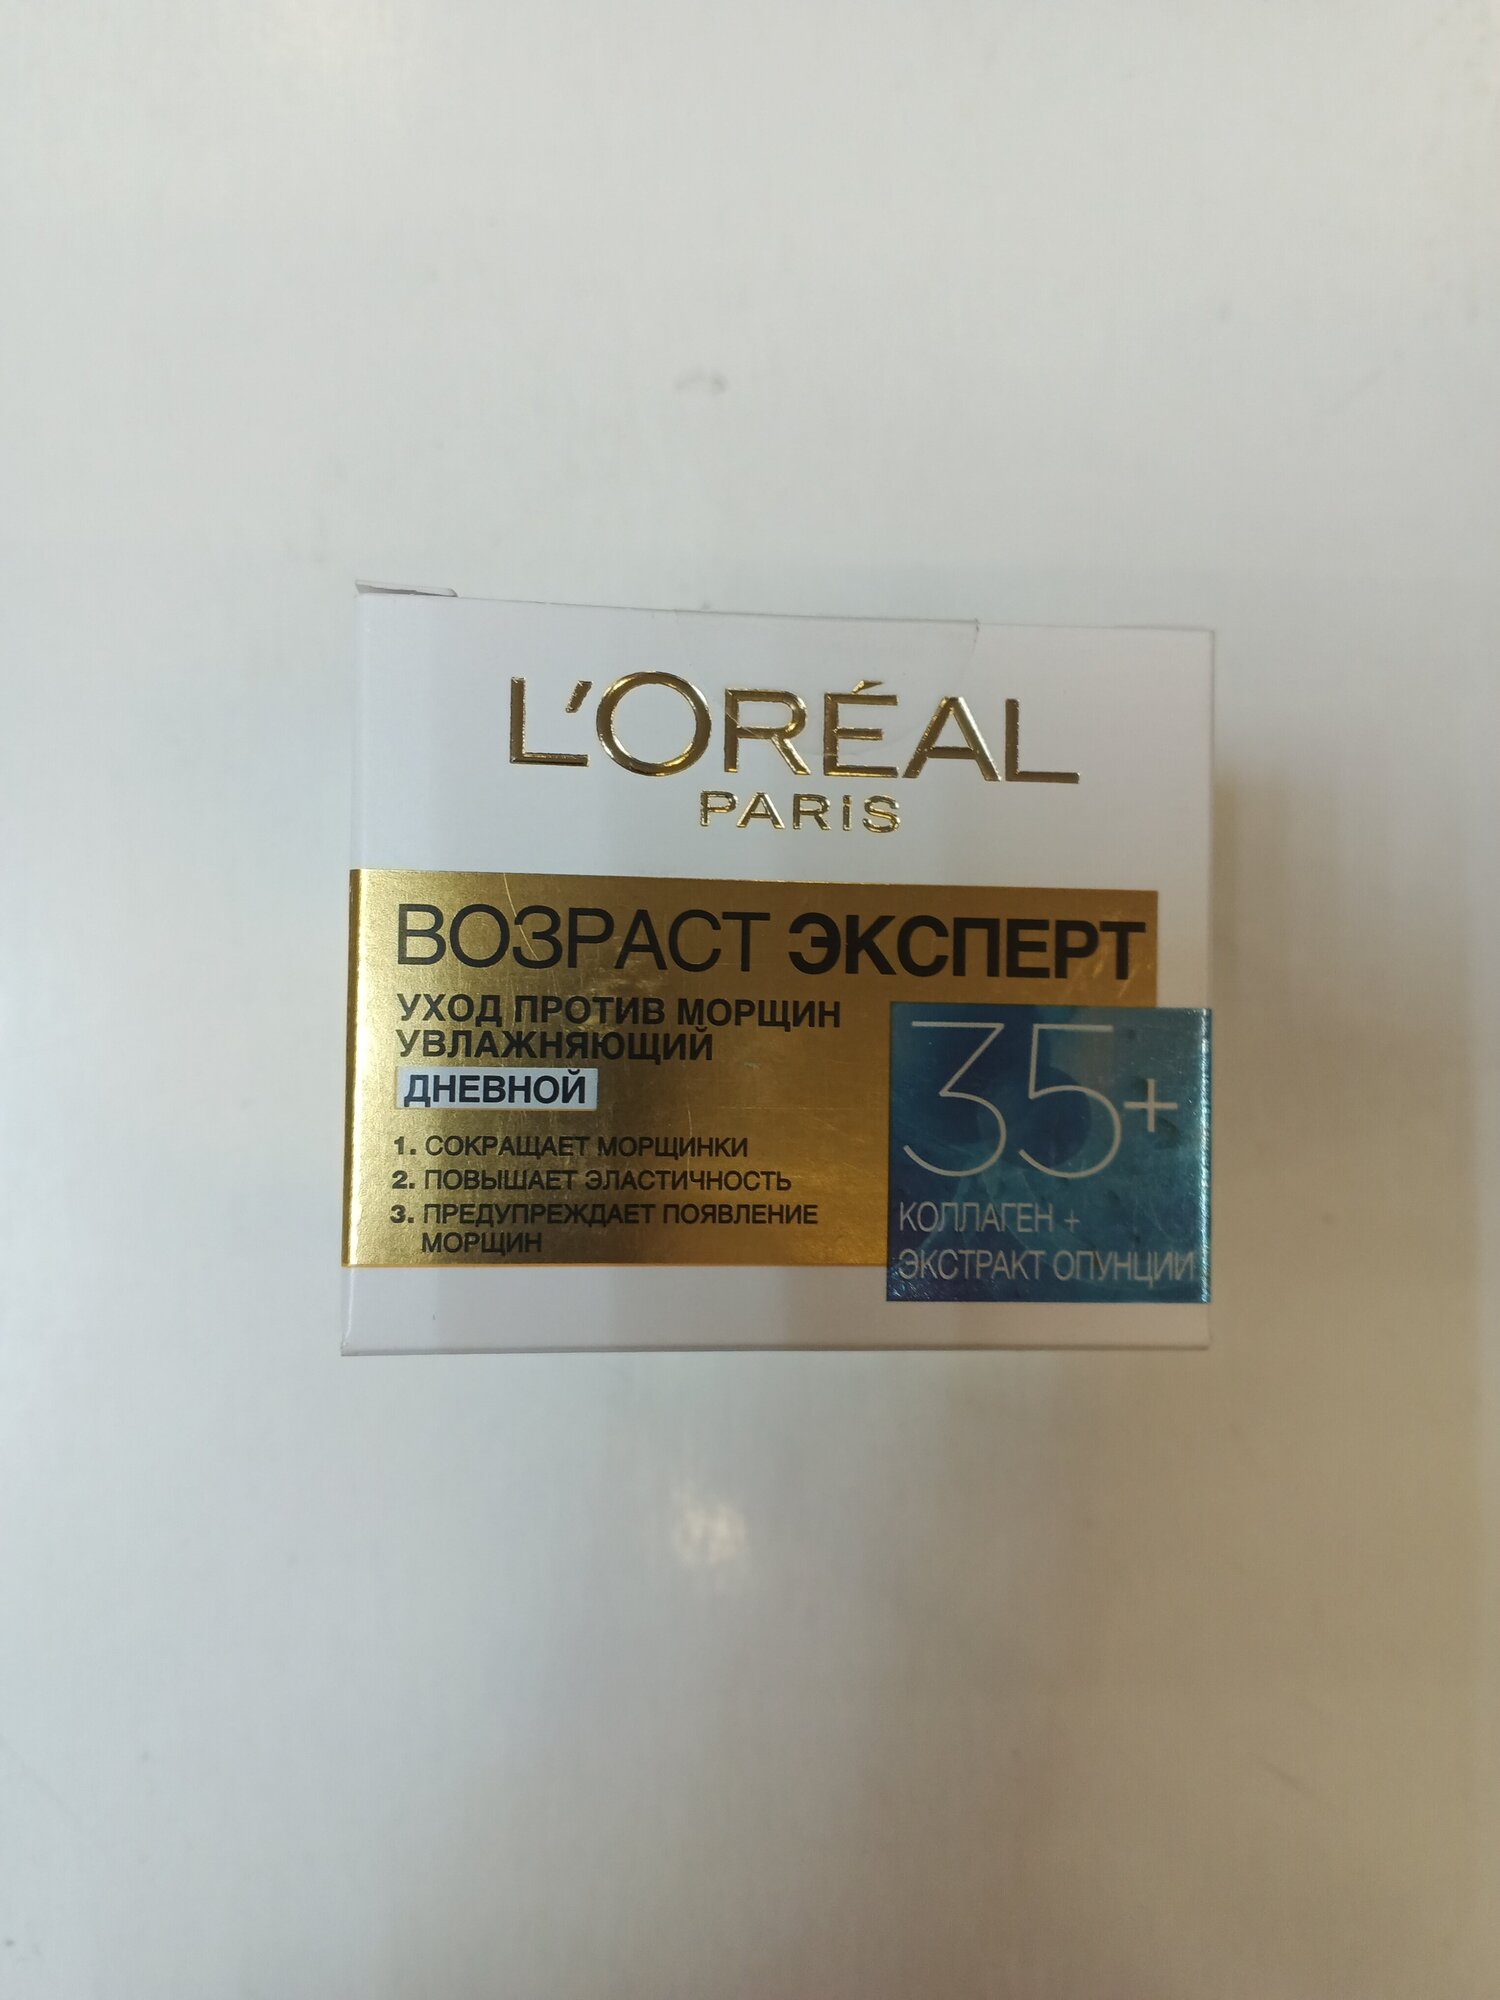 L'ORÉAL
PARIS
ВОЗРАСТ ЭКСПЕРТ
УХОД ПРОТИВ МОРЩИН
УВЛАЖНЯЮЩИЙ
ДНЕВНОЙ
1. СОКРАЩАЕТ МОРЩИНКИ
2. ПОВЫШАЕТ ЭЛАСТИЧНОСТЬ
3. ПРЕДУПРЕЖДАЕТ ПОЯВЛЕНИЕ
МОРЩИН
35+
КОЛЛАГЕН +
ЭКСТРАКТ ОПУНЦИИ